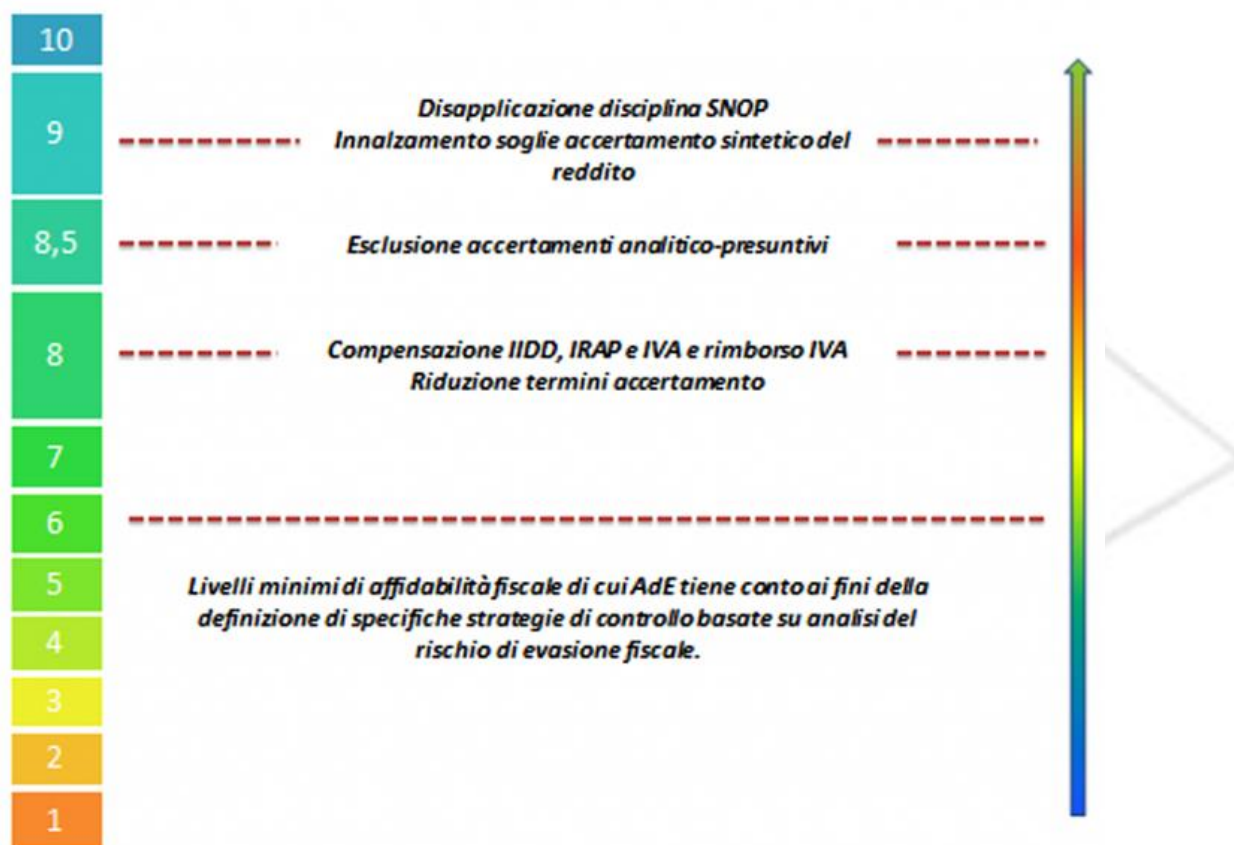 10
9
Disapplicazione disciplina SNOP
Innalzamento soglie accertamento sintetico del
reddito
8,5
Esclusione accertamenti analitico-presuntivi
8
Compensazione IIDD, IRAP e IVA e rimborso IVA
Riduzione termini accertamento
7
6
5
Livelli minimi di affidabilità fiscale di cui AdE tiene conto ai fini della
definizione di specifiche strategie di controllo basate su analisi del
rischio di evasione fiscale.
4
3
2
1